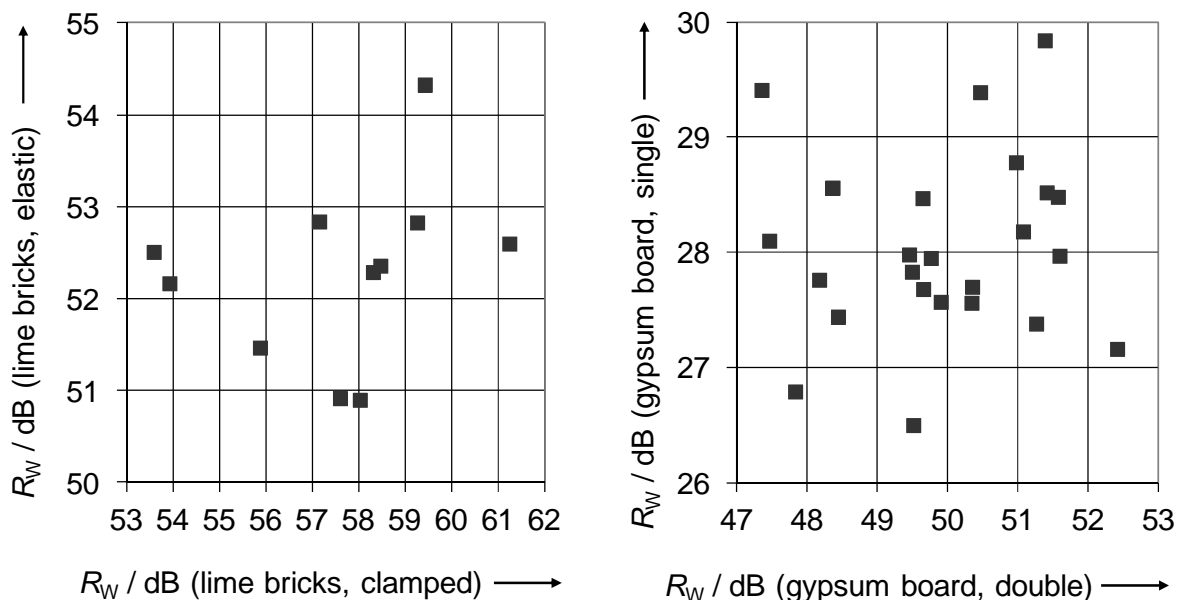 R_W / dB (lime bricks, elastic)
55
54
53
52
51
50
53 54 55 56 57 58 59 60 61 62
R_W / dB (lime bricks, clamped)
R_W / dB (gypsum board, single)
30
29
28
27
26
47 48 49 50 51 52 53
R_W / dB (gypsum board, double)